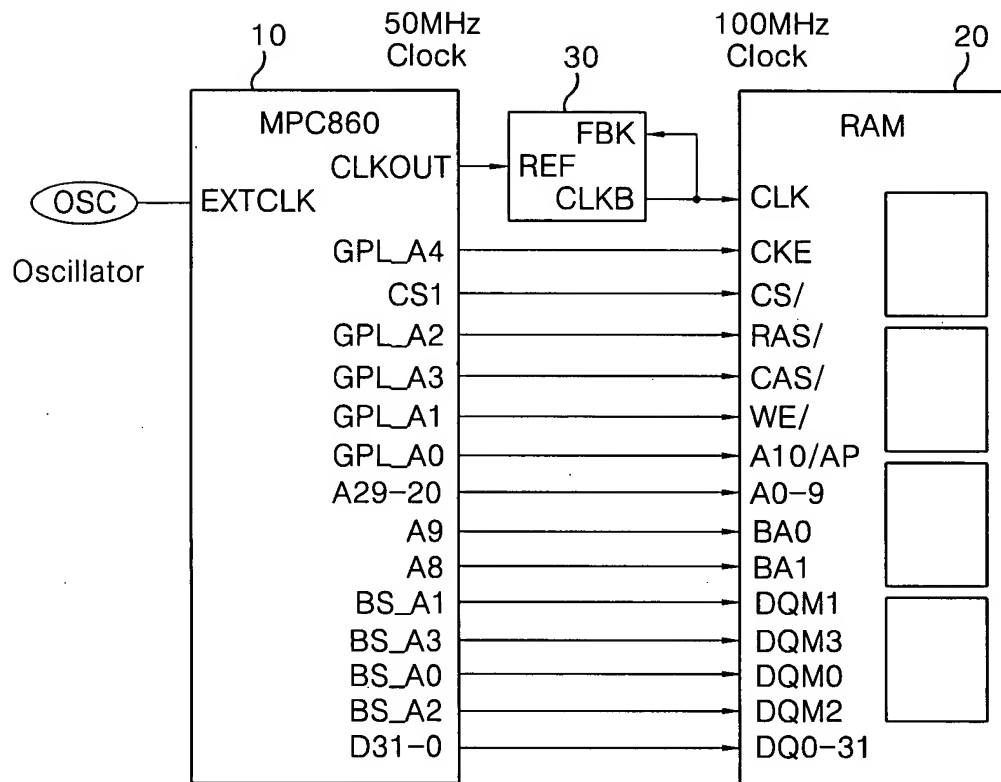 50MHz
Clock
100MHz
Clock
10
30
20
MPC860
RAM
FBK
CLKOUT
REF
CLKB
CLK
OSC
EXTCLK
Oscillator
GPL_A4
CKE
CS1
CS/
GPL_A2
RAS/
GPL_A3
CAS/
GPL_A1
WE/
GPL_A0
A10/AP
A29-20
A0-9
A9
BA0
A8
BA1
BS_A1
DQM1
BS_A3
DQM3
BS_A0
DQM0
BS_A2
DQM2
D31-0
DQ0-31